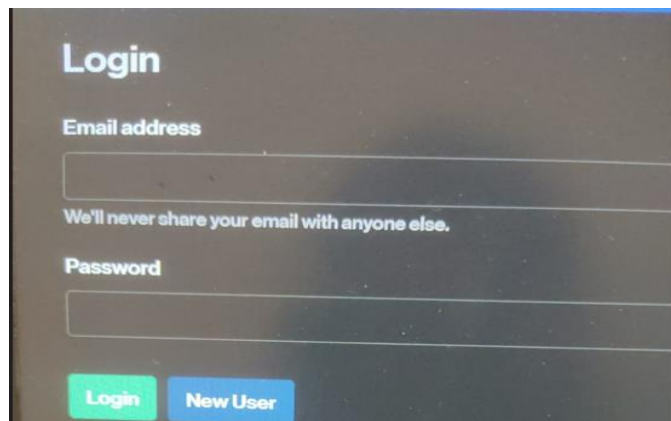 Login
Email address
We'll never share your email with anyone else.
Password
Login New User